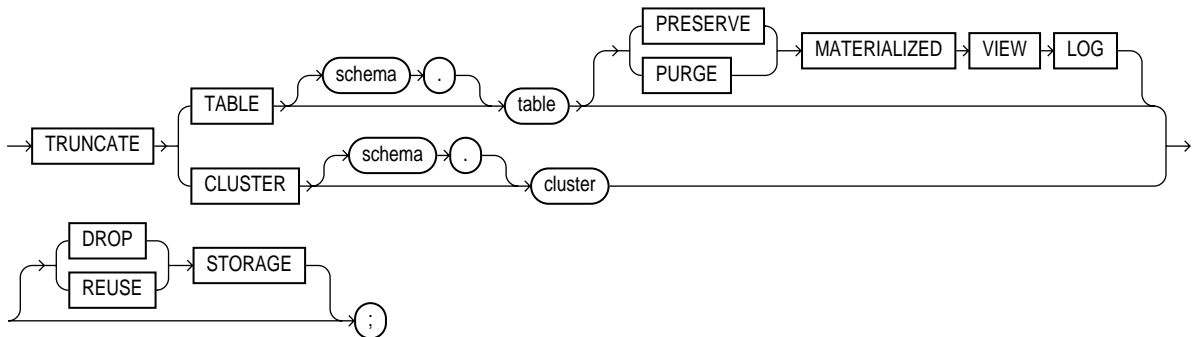 PRESERVE
PURGE MATERIALIZED VIEW LOG
TABLE schema . table
TRUNCATE
CLUSTER schema . cluster
DROP
REUSE STORAGE
;